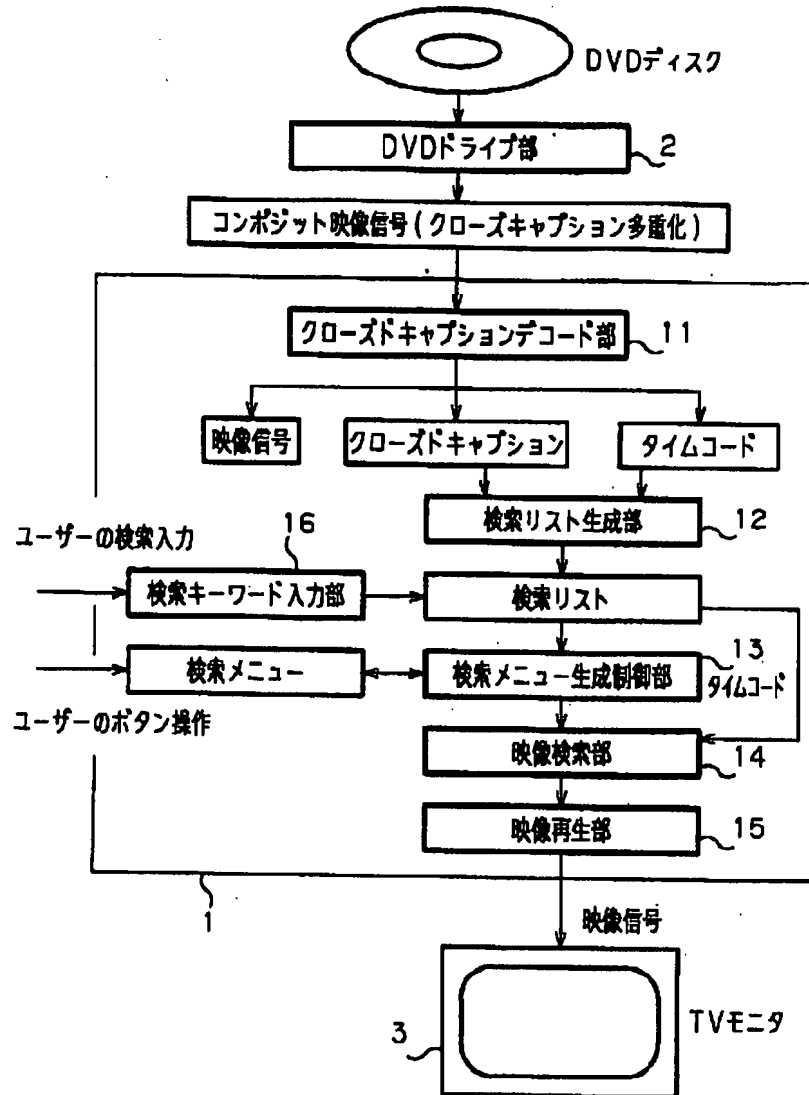 DVDディスク
DVDドライブ部
2
コンポジット映像信号(クローズキャプション多重化)
クローズドキャプションデコード部
11
映像信号
クローズドキャプション
タイムコード
検索リスト生成部
12
ユーザーの検索入力
16
検索キーワード入力部
検索リスト
検索メニュー
検索メニュー生成制御部
13
タイムコード
ユーザーのボタン操作
映像検索部
14
映像再生部
15
1
映像信号
3
TVモニタ